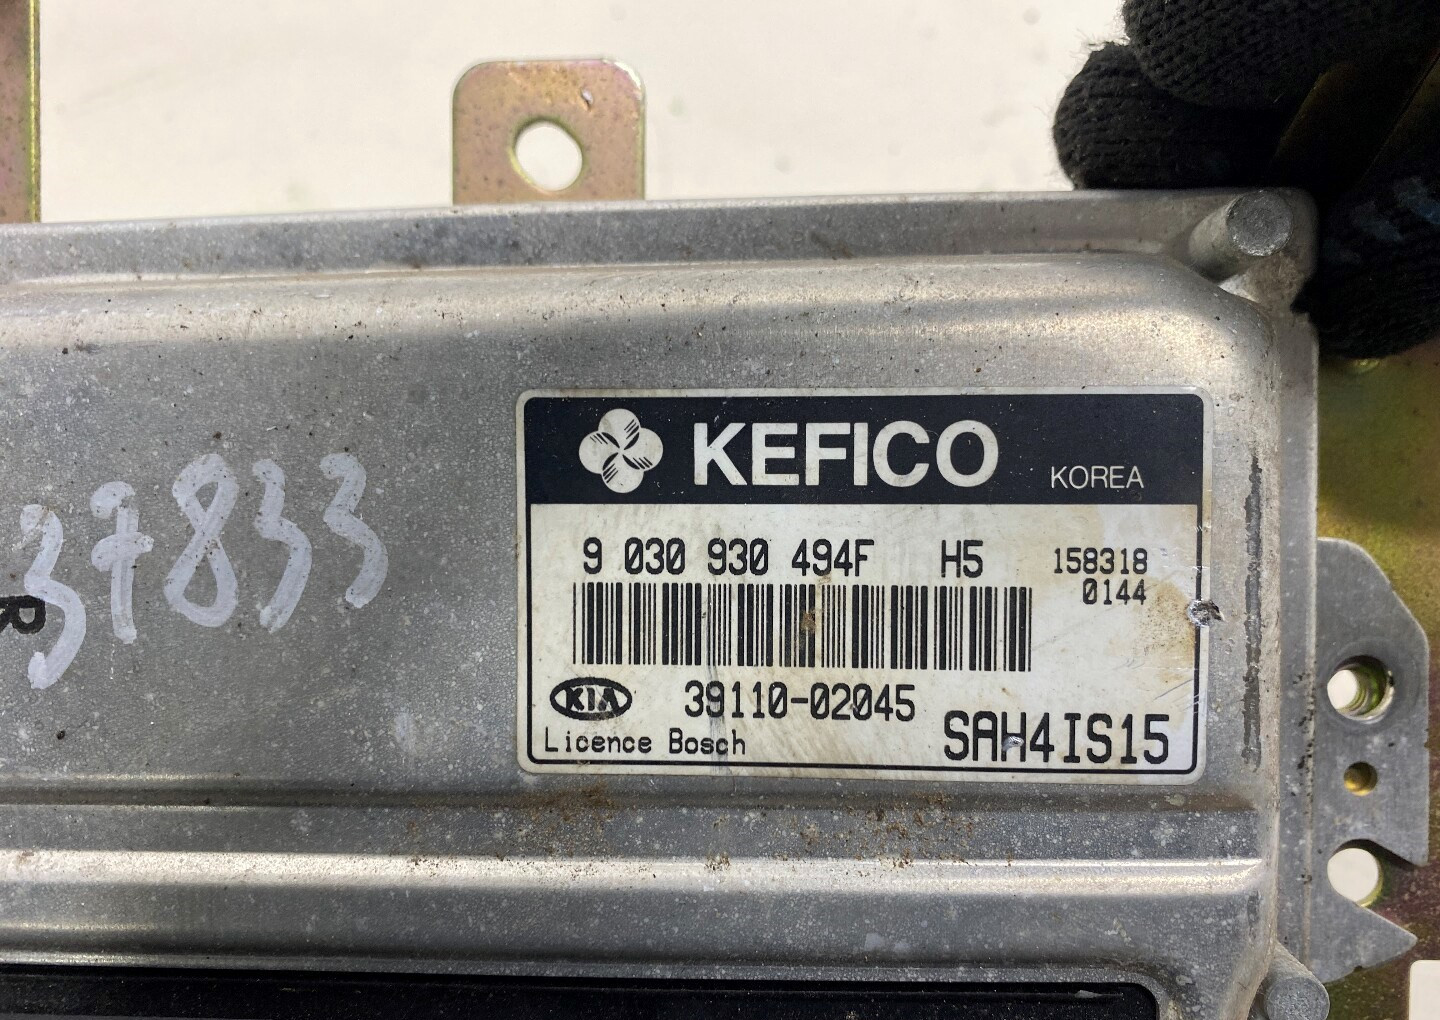 KEFICO KOREA
9 030 930 494F H5 158318
0144
KIA 39110-02045
Licence Bosch SAH4IS15
37833
R